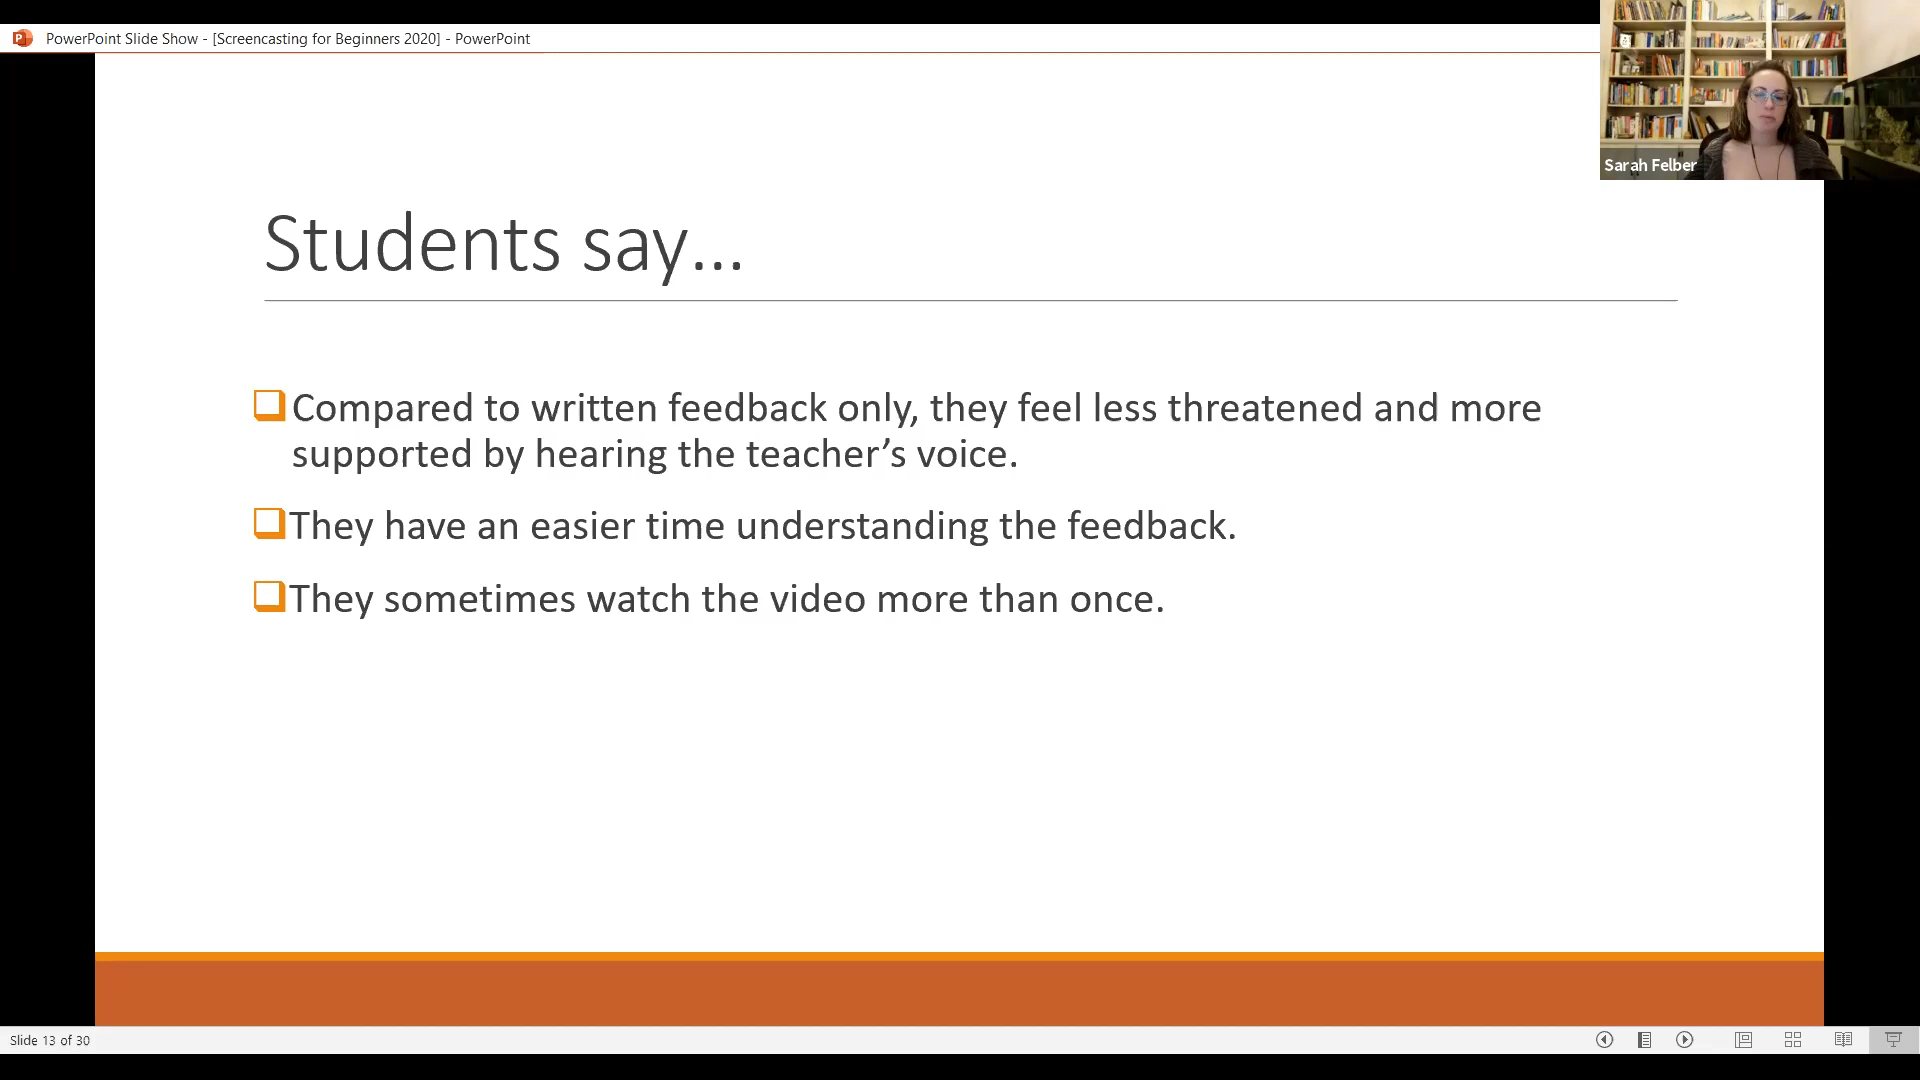 PowerPoint Slide Show - [Screencasting for Beginners 2020] - PowerPoint
Sarah Felber
Students say...
Compared to written feedback only, they feel less threatened and more
supported by hearing the teacher’s voice.
They have an easier time understanding the feedback.
They sometimes watch the video more than once.
Slide 13 of 30